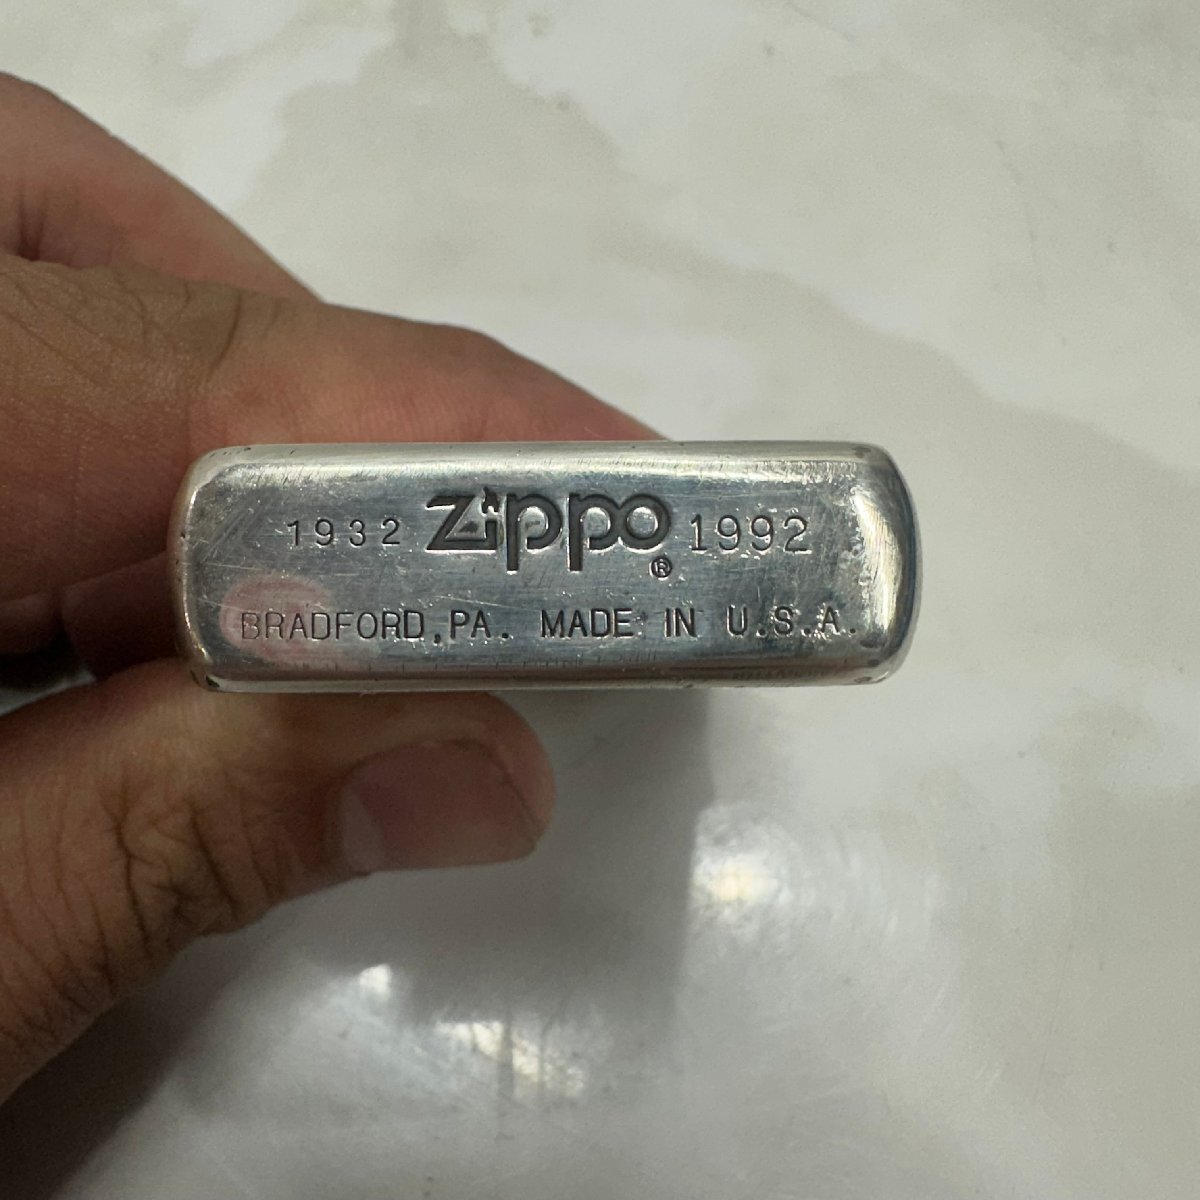 1932 Zippo ® 1992
BRADFORD, PA. MADE IN U.S.A.